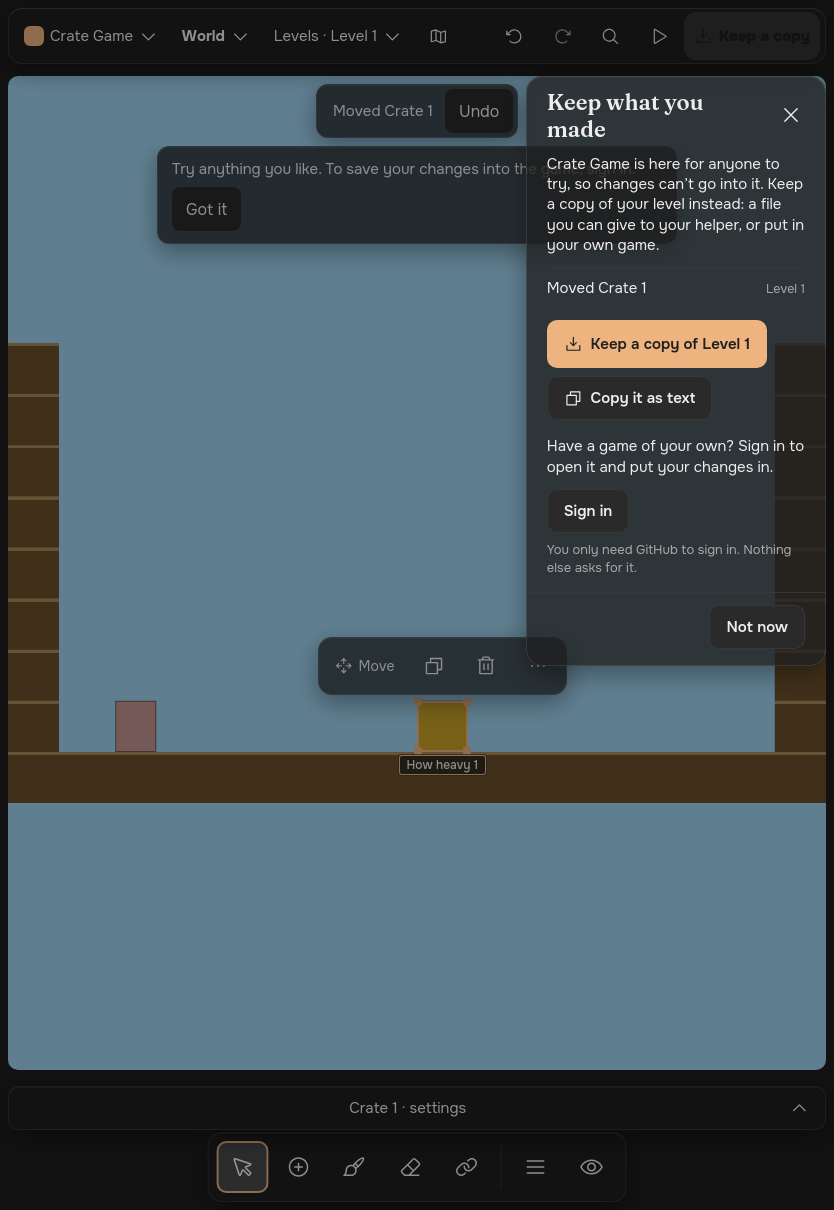 Crate Game
World
Levels · Level 1
Keep a copy
Moved Crate 1
Undo
Try anything you like. To save your changes into the game, sign in.
Got it
Keep what you
made
Crate Game is here for anyone to
try, so changes can’t go into it. Keep
a copy of your level instead: a file
you can give to your helper, or put in
your own game.
Moved Crate 1
Level 1
Keep a copy of Level 1
Copy it as text
Have a game of your own? Sign in to
open it and put your changes in.
Sign in
You only need GitHub to sign in. Nothing
else asks for it.
Not now
Move
How heavy 1
Crate 1 · settings